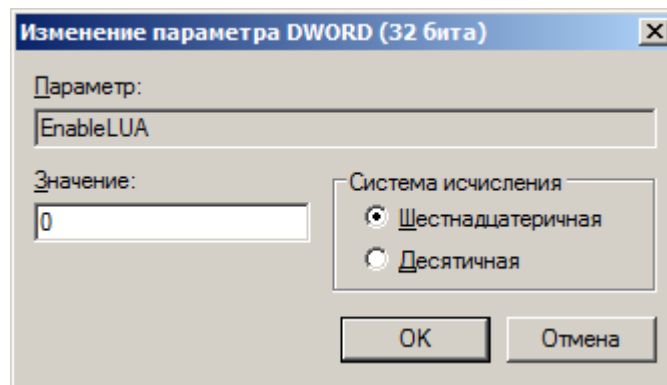 Изменение параметра DWORD (32 бита)
Параметр:
EnableLUA
Значение:
0
Система исчисления
Шестнадцатеричная
Десятичная
OK
Отмена